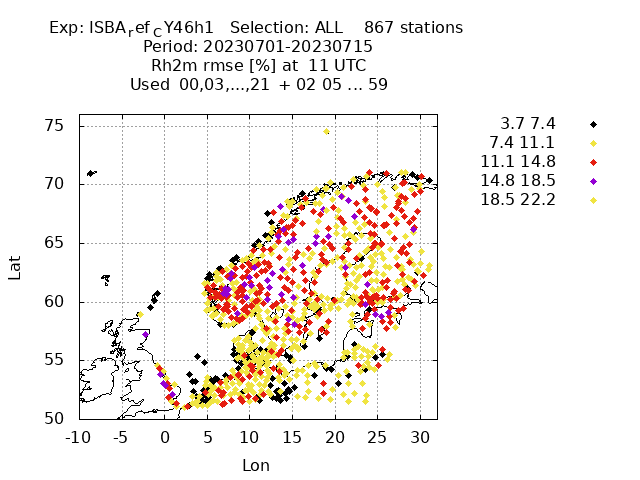 Exp: ISBArefCY46h1 Selection: ALL 867 stations
Period: 20230701-20230715
Rh2m rmse [%] at 11 UTC
Used 00,03,...,21 + 02 05 ... 59
3.7 7.4
7.4 11.1
11.1 14.8
14.8 18.5
18.5 22.2
75
70
65
60
55
50
Lat
-10 -5 0 5 10 15 20 25 30
Lon